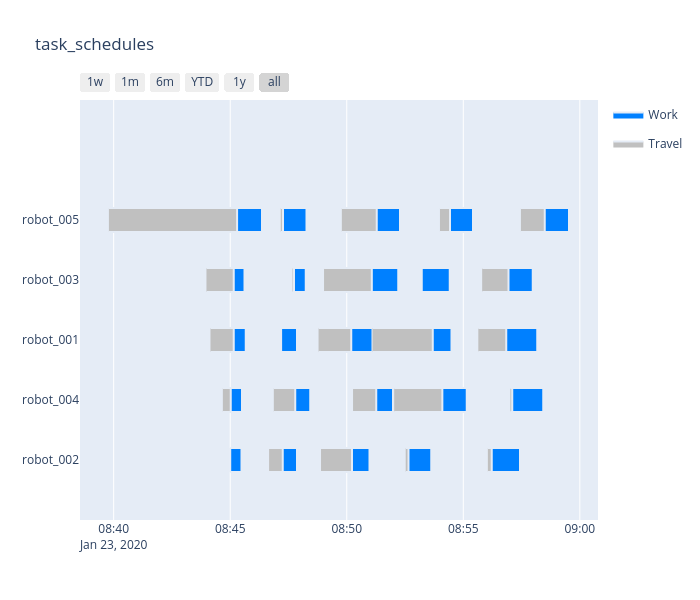 task_schedules
1w 1m 6m YTD 1y all
Work
Travel
robot_005
robot_003
robot_001
robot_004
robot_002
08:40 08:45 08:50 08:55 09:00
Jan 23, 2020